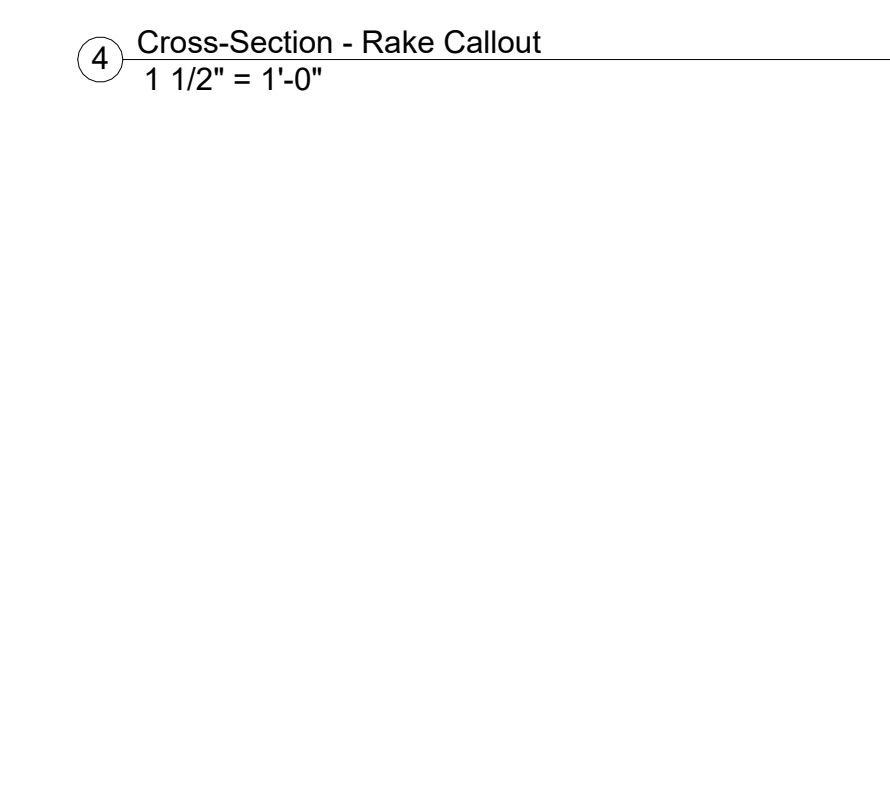 4
Cross-Section - Rake Callout
1 1/2" = 1'-0"